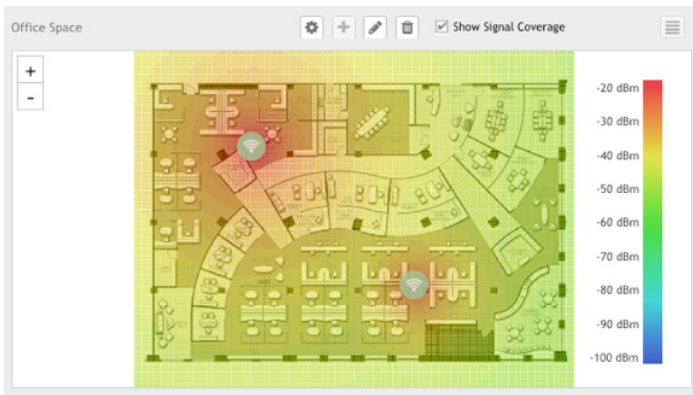 Office Space
Show Signal Coverage
+
-
-20 dBm
-30 dBm
-40 dBm
-50 dBm
-60 dBm
-70 dBm
-80 dBm
-90 dBm
-100 dBm